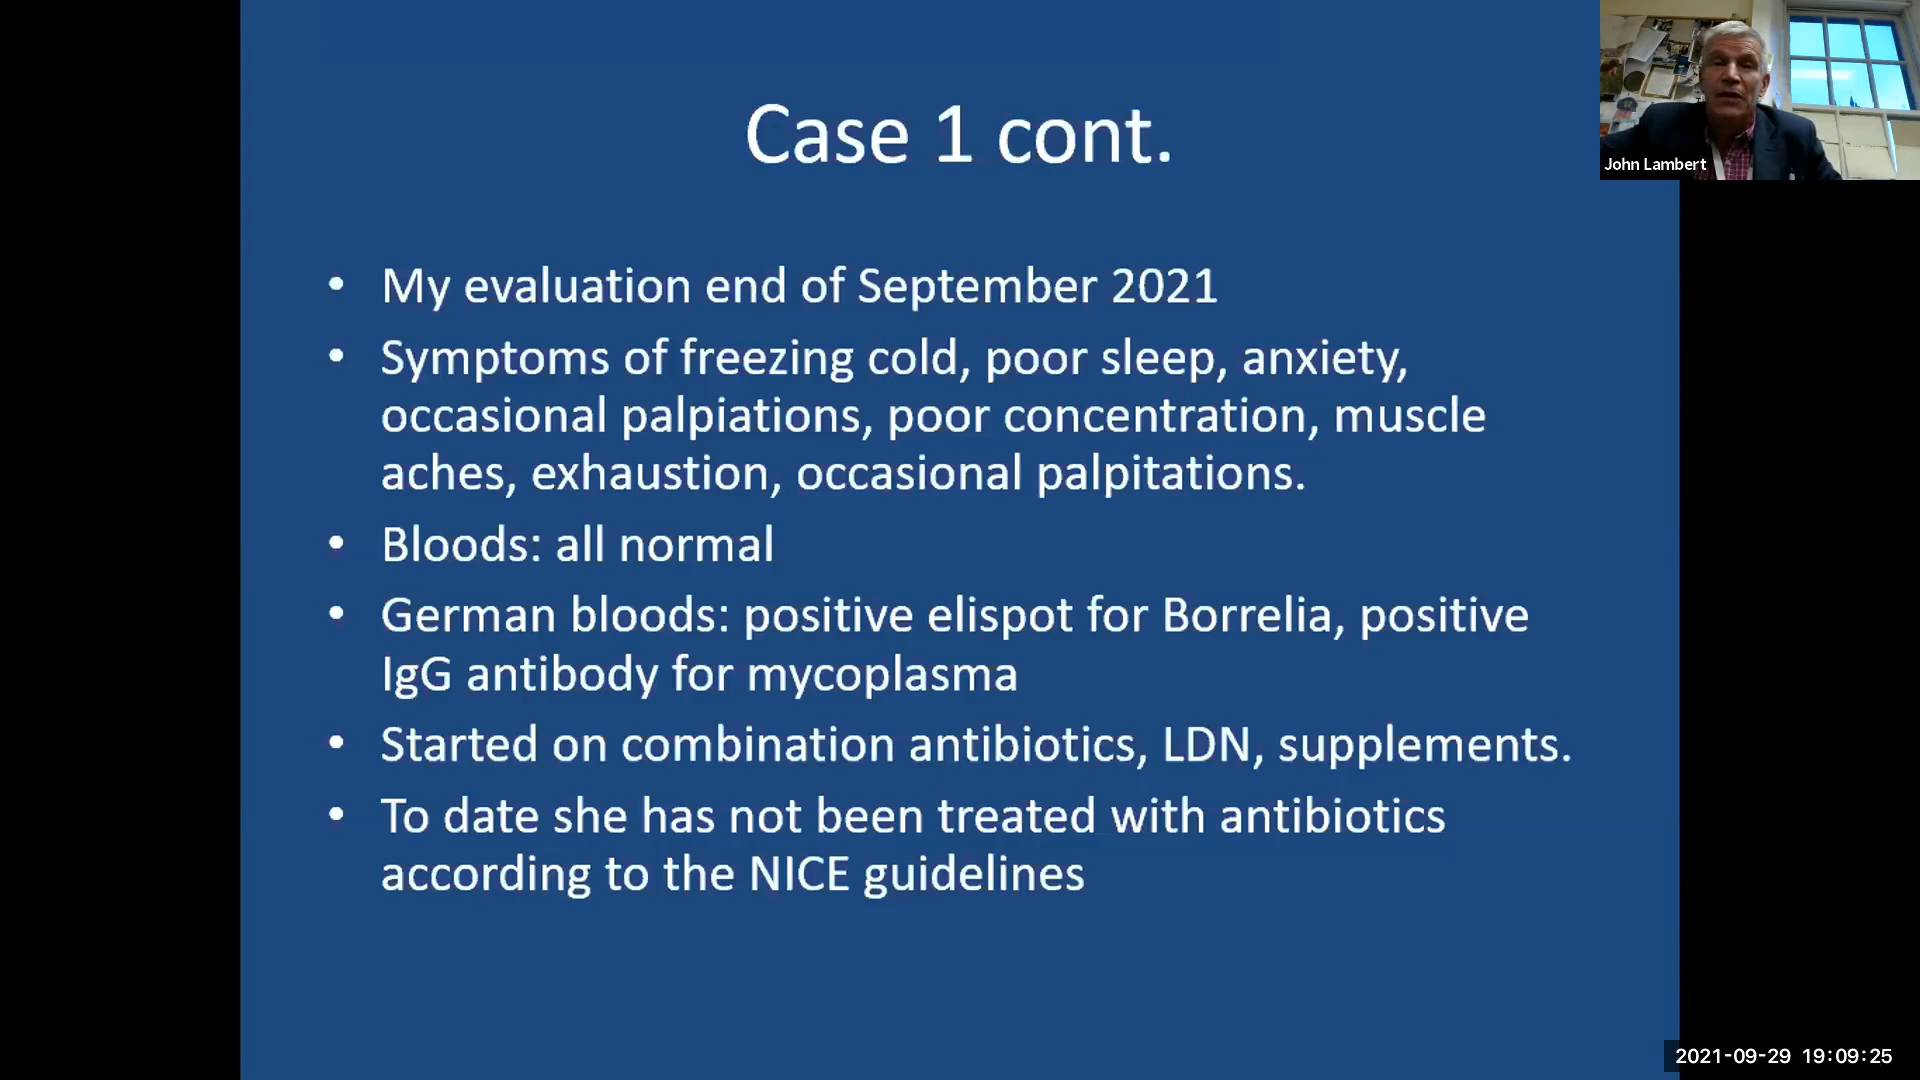 Case 1 cont.
John Lambert
• My evaluation end of September 2021
• Symptoms of freezing cold, poor sleep, anxiety,
occasional palpiations, poor concentration, muscle
aches, exhaustion, occasional palpitations.
• Bloods: all normal
• German bloods: positive elispot for Borrelia, positive
IgG antibody for mycoplasma
• Started on combination antibiotics, LDN, supplements.
• To date she has not been treated with antibiotics
according to the NICE guidelines
2021-09-29 19:09:25